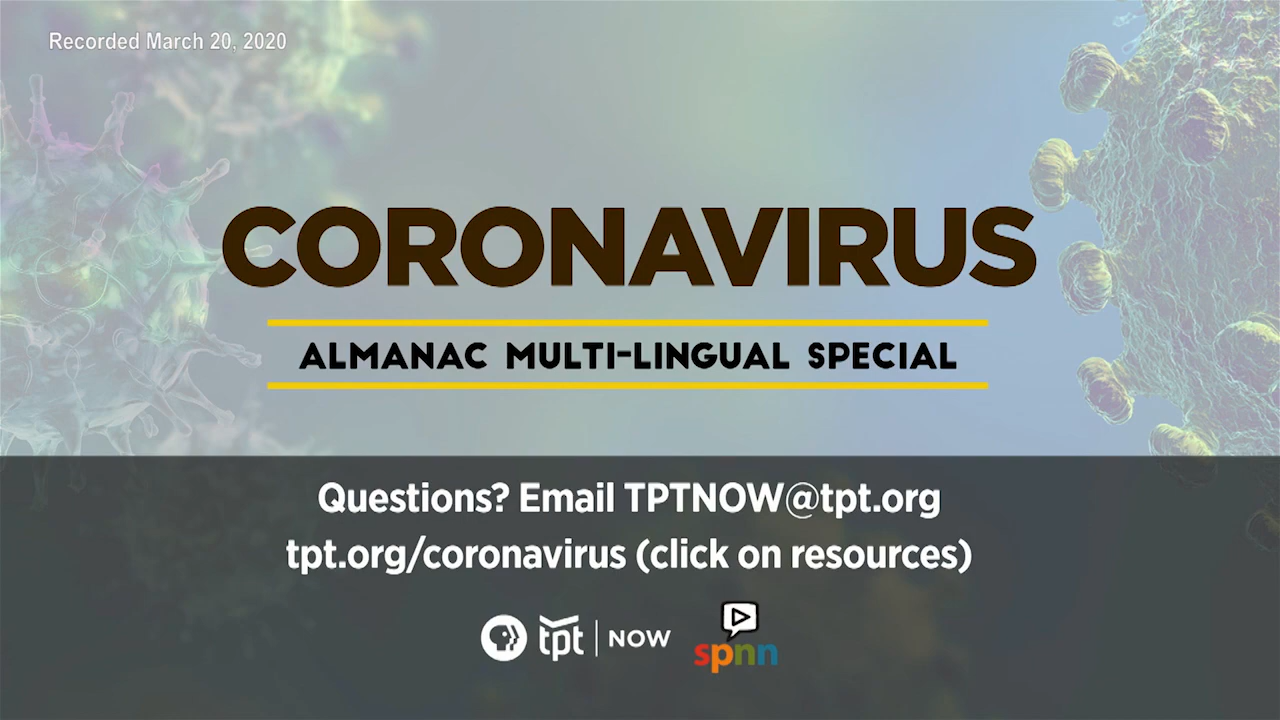 Recorded March 20, 2020
CORONAVIRUS
ALMANAC MULTI-LINGUAL SPECIAL
Questions? Email TPTNOW@tpt.org
tpt.org/coronavirus (click on resources)
tpt | NOW
spnn